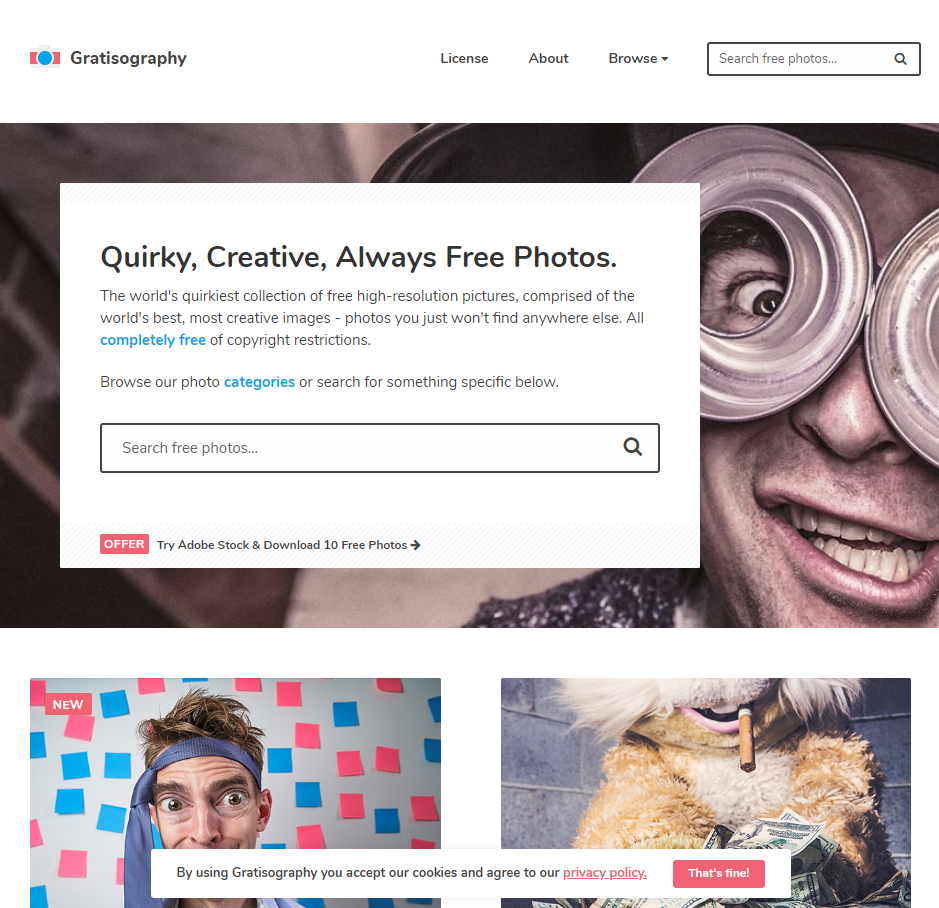 Gratisography
License
About
Browse
Search free photos...
Quirky, Creative, Always Free Photos.
The world's quirkiest collection of free high-resolution pictures, comprised of the
world's best, most creative images - photos you just won't find anywhere else. All
completely free of copyright restrictions.
Browse our photo categories or search for something specific below.
Search free photos...
OFFER Try Adobe Stock & Download 10 Free Photos
NEW
By using Gratisography you accept our cookies and agree to our privacy policy.
That's fine!